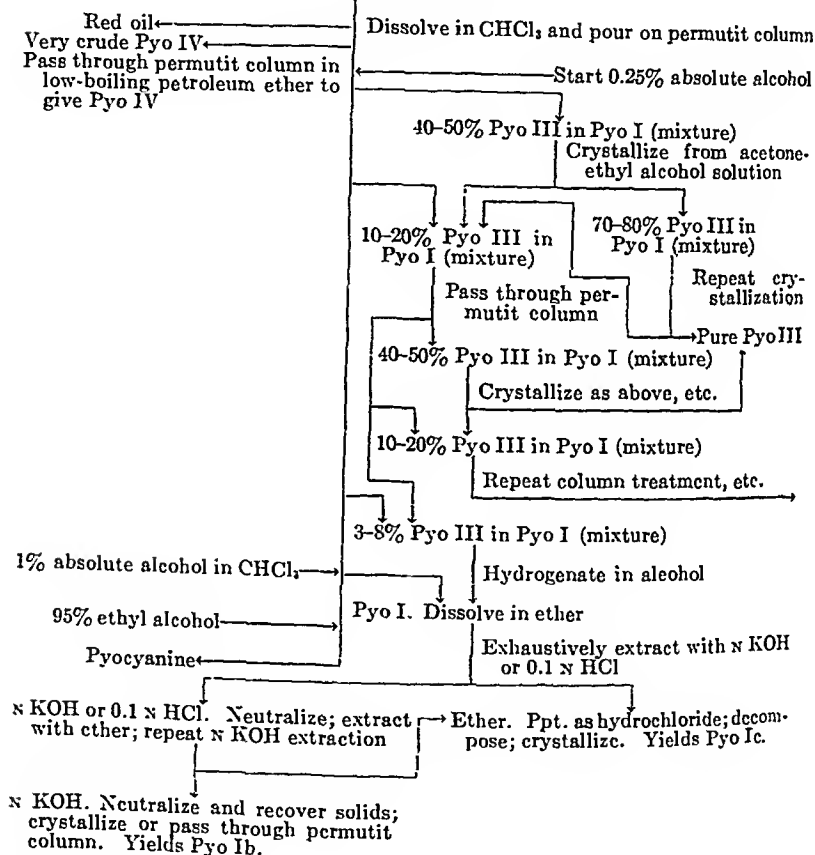 Red oil
Dissolve in CHCl₃ and pour on permutit column
Very crude Pyo IV
Pass through permutit column in
low-boiling petroleum ether to
give Pyo IV
Start 0.25% absolute alcohol
40–50% Pyo III in Pyo I (mixture)
Crystallize from acetone-
ethyl alcohol solution
10–20% Pyo III in
Pyo I (mixture)
70–80% Pyo III in
Pyo I (mixture)
Pass through per-
mutit column
Repeat cry-
stallization
Pure Pyo III
40–50% Pyo III in Pyo I (mixture)
Crystallize as above, etc.
10–20% Pyo III in Pyo I (mixture)
Repeat column treatment, etc.
3–8% Pyo III in Pyo I (mixture)
1% absolute alcohol in CHCl₃
Hydrogenate in alcohol
Pyo I. Dissolve in ether
95% ethyl alcohol
Exhaustively extract with N KOH
or 0.1 N HCl
Pyocyanine
N KOH or 0.1 N HCl. Neutralize; extract
with ether; repeat N KOH extraction
Ether. Ppt. as hydrochloride; decom-
pose; crystallize. Yields Pyo Ic.
N KOH. Neutralize and recover solids;
crystallize or pass through permutit
column. Yields Pyo Ib.